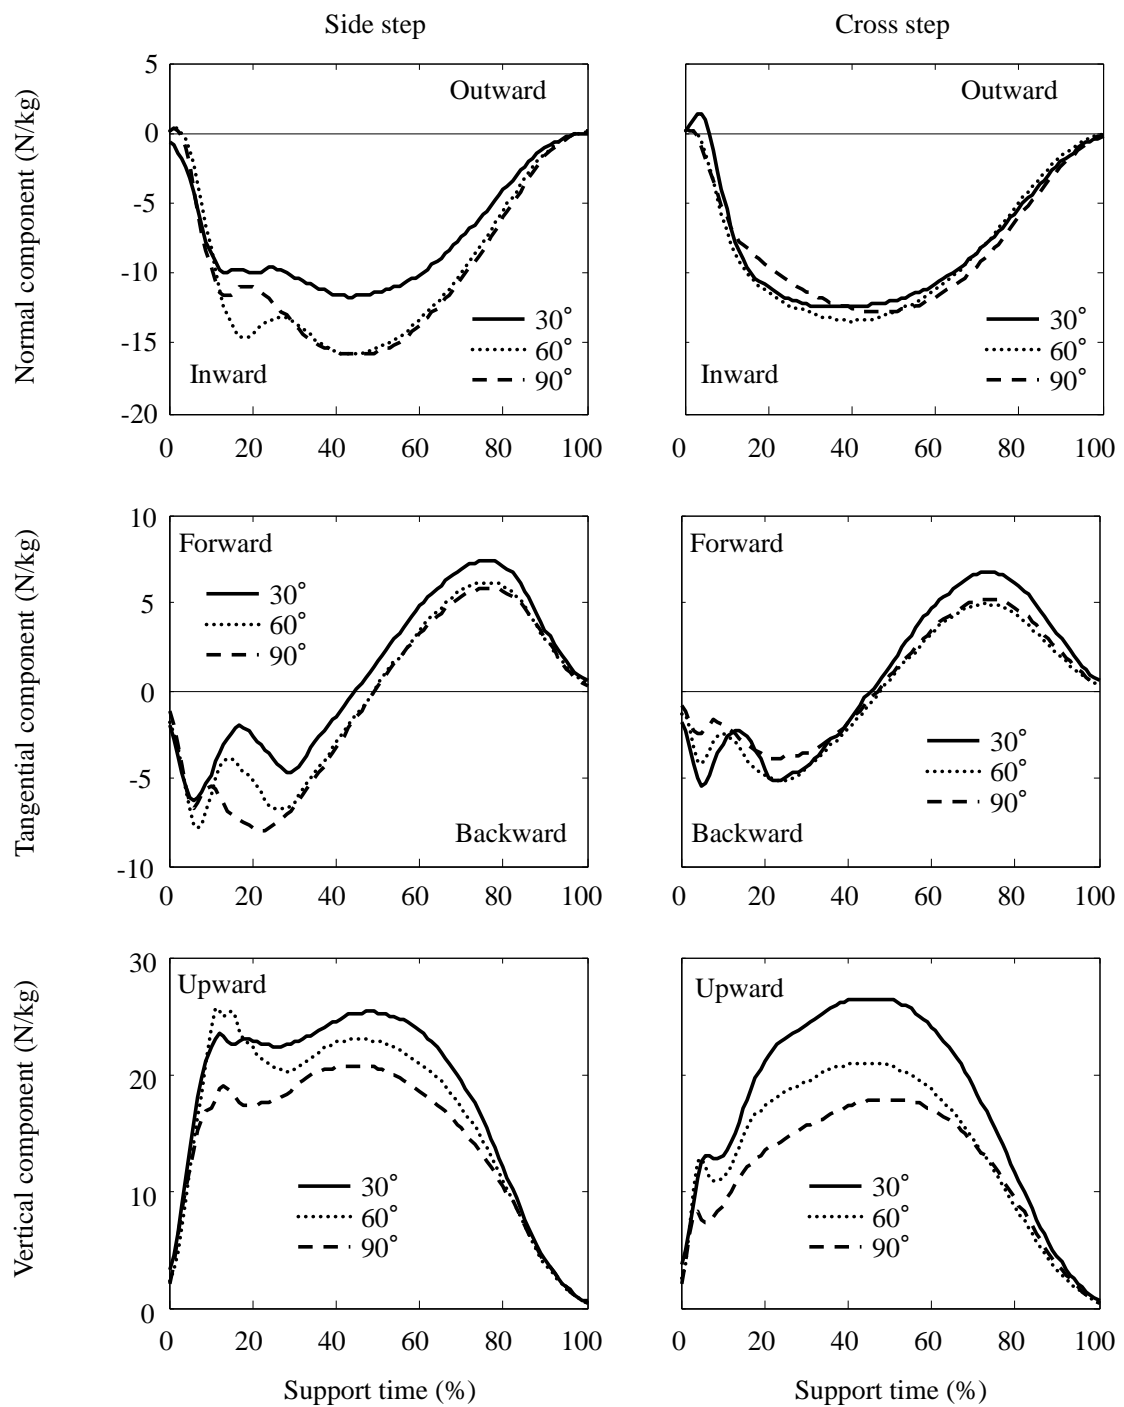 Side step
Cross step
Normal component (N/kg)
5
0
-5
-10
-15
-20
Outward
Inward
30°
60°
90°
0 20 40 60 80 100
Outward
Inward
30°
60°
90°
0 20 40 60 80 100
Tangential component (N/kg)
10
5
0
-5
-10
Forward
30°
60°
90°
Backward
0 20 40 60 80 100
Forward
30°
60°
90°
Backward
0 20 40 60 80 100
Vertical component (N/kg)
30
20
10
0
Upward
30°
60°
90°
0 20 40 60 80 100
Support time (%)
Upward
30°
60°
90°
0 20 40 60 80 100
Support time (%)